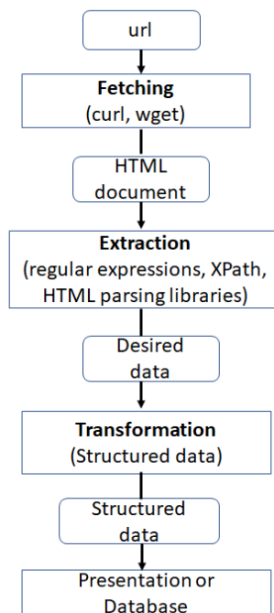 url
Fetching
(curl, wget)
HTML
document
Extraction
(regular expressions, XPath,
HTML parsing libraries)
Desired
data
Transformation
(Structured data)
Structured
data
Presentation or
Database